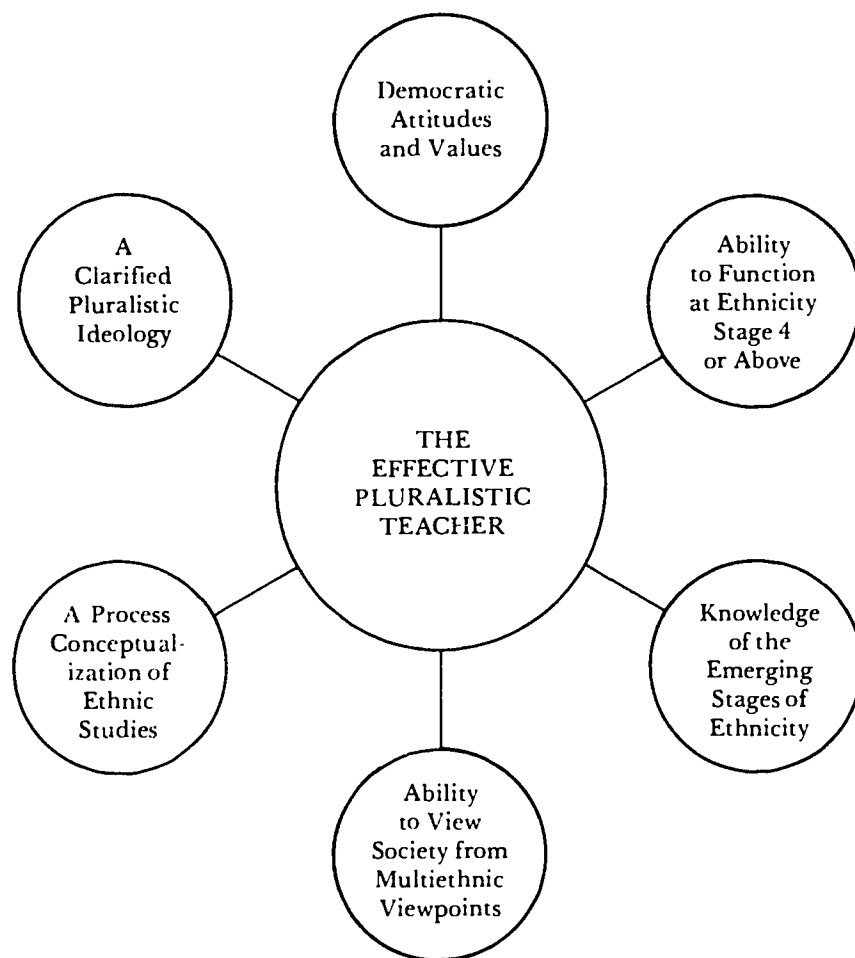 Democratic
Attitudes
and Values
A
Clarified
Pluralistic
Ideology
Ability
to Function
at Ethnicity
Stage 4
or Above
THE
EFFECTIVE
PLURALISTIC
TEACHER
A Process
Conceptual-
ization of
Ethnic
Studies
Knowledge
of the
Emerging
Stages of
Ethnicity
Ability
to View
Society from
Multiethnic
Viewpoints